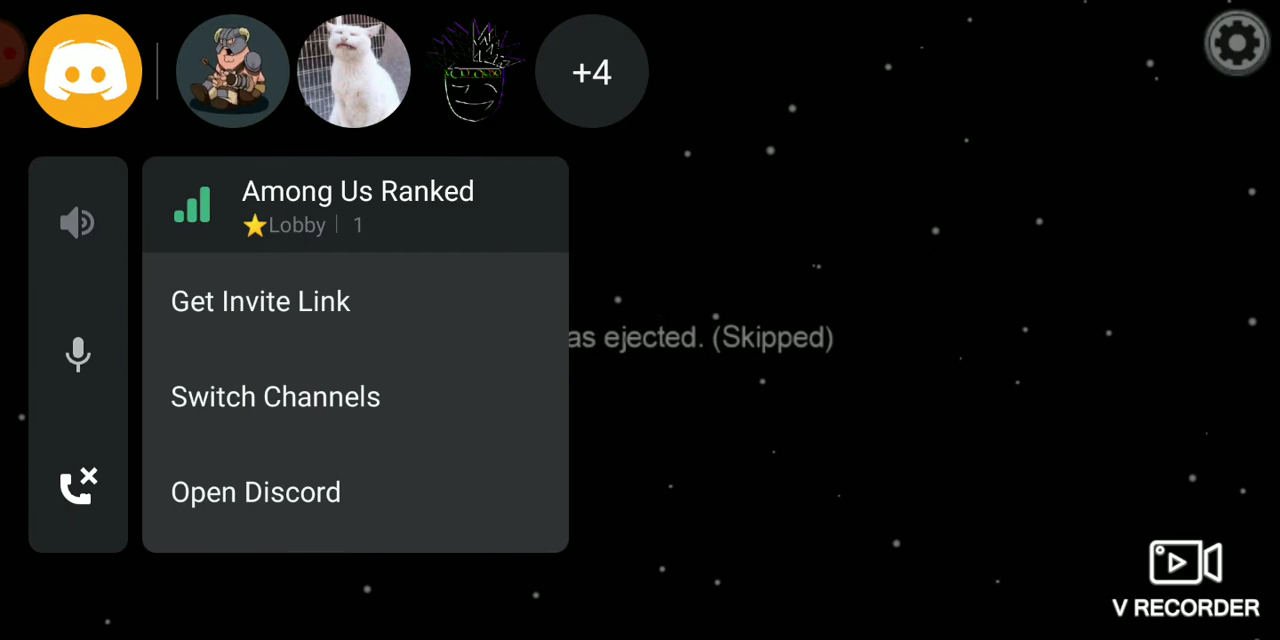 +4
Among Us Ranked
⭐Lobby | 1
Get Invite Link
as ejected. (Skipped)
Switch Channels
Open Discord
V RECORDER